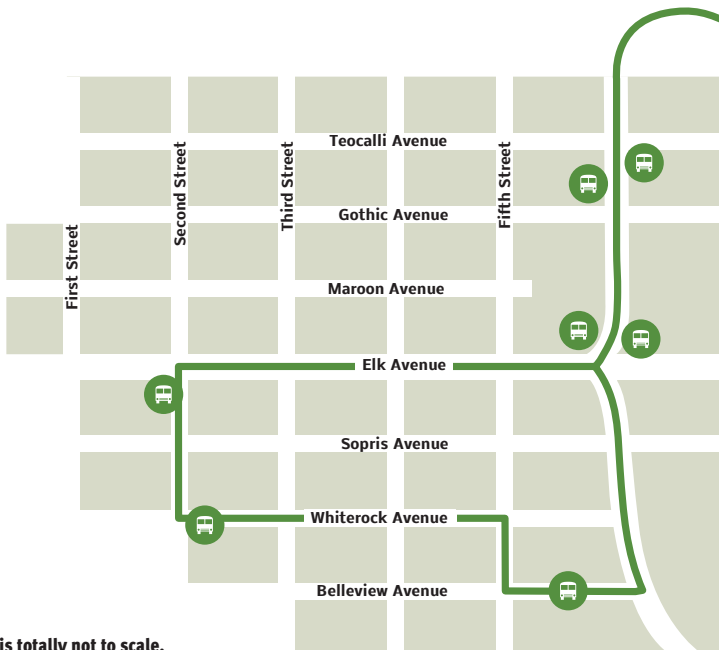 Teocalli Avenue
Second Street
Third Street
Fifth Street
Gothic Avenue
First Street
Maroon Avenue
Elk Avenue
Sopris Avenue
Whiterock Avenue
Belleview Avenue
is totally not to scale.